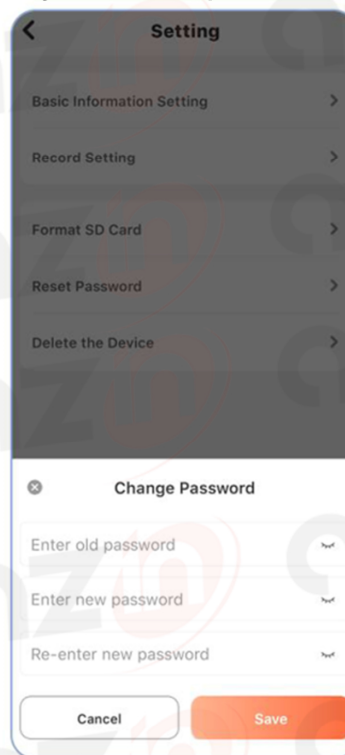 Setting
Basic Information Setting
Record Setting
Format SD Card
Reset Password
Delete the Device
Change Password
Enter old password
Enter new password
Re-enter new password
Cancel
Save